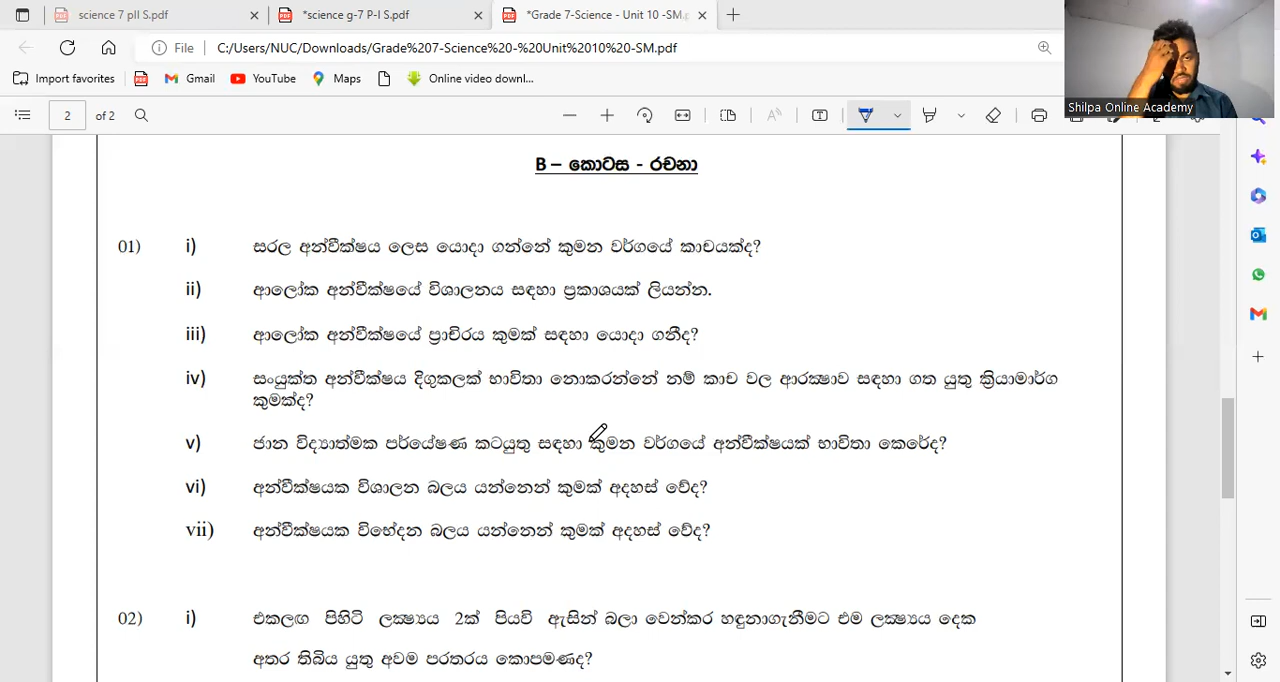 science 7 pII S.pdf
*science g-7 P-I S.pdf
*Grade 7-Science - Unit 10 -SM.p
File
C:/Users/NUC/Downloads/Grade%207-Science%20-%20Unit%2010%20-SM.pdf
Import favorites
Gmail
YouTube
Maps
Online video downl...
Shilpa Online Academy
2 of 2
B – කොටස - රචනා
01) i) සරල අන්වීක්ෂය ලෙස යොදා ගන්නේ කුමන වර්ගයේ කාචයක්ද?
ii) ආලෝක අන්වීක්ෂයේ විශාලනය සඳහා ප්‍රකාශයක් ලියන්න.
iii) ආලෝක අන්වීක්ෂයේ ප්‍රාචීරය කුමක් සඳහා යොදා ගනීද?
iv) සංයුක්ත අන්වීක්ෂය දිගුකලක් භාවිතා නොකරන්නේ නම් කාච වල ආරක්‍ෂාව සඳහා ගත යුතු ක්‍රියාමාර්ග
කුමක්ද?
v) ජාන විද්‍යාත්මක පර්යේෂණ කටයුතු සඳහා කුමන වර්ගයේ අන්වීක්ෂයක් භාවිතා කෙරේද?
vi) අන්වීක්ෂයක විශාලන බලය යන්නෙන් කුමක් අදහස් වේද?
vii) අන්වීක්ෂයක විභේදන බලය යන්නෙන් කුමක් අදහස් වේද?
02) i) එකලඟ පිහිටි ලක්‍ෂ්‍යය 2ක් පියවි ඇසින් බලා වෙන්කර හඳුනාගැනීමට එම ලක්‍ෂ්‍යය දෙක
අතර තිබිය යුතු අවම පරතරය කොපමණද?